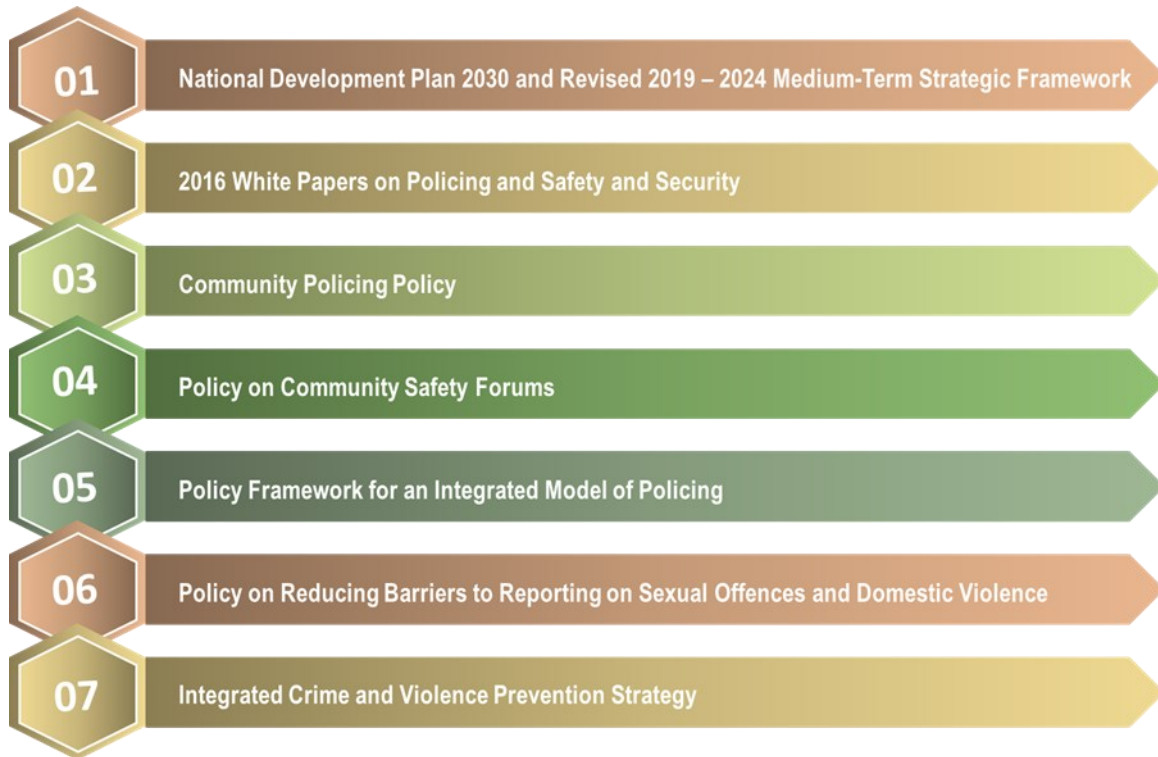 01
National Development Plan 2030 and Revised 2019 – 2024 Medium-Term Strategic Framework
02
2016 White Papers on Policing and Safety and Security
03
Community Policing Policy
04
Policy on Community Safety Forums
05
Policy Framework for an Integrated Model of Policing
06
Policy on Reducing Barriers to Reporting on Sexual Offences and Domestic Violence
07
Integrated Crime and Violence Prevention Strategy